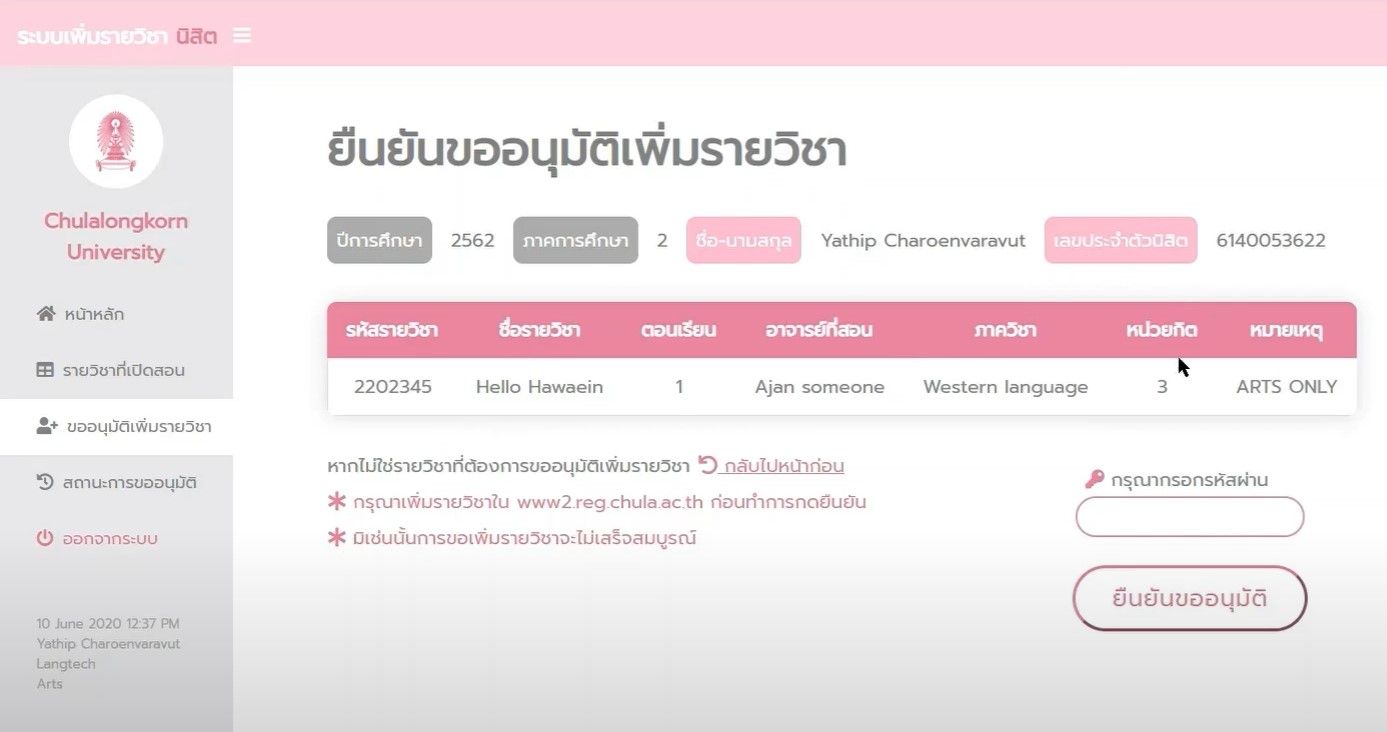 ระบบเพิ่มรายวิชา นิสิต
Chulalongkorn
University
หน้าหลัก
รายวิชาที่เปิดสอน
ขออนุมัติเพิ่มรายวิชา
สถานะการขออนุมัติ
ออกจากระบบ
10 June 2020 12:37 PM
Yathip Charoenvaravut
Langtech
Arts
ยืนยันขออนุมัติเพิ่มรายวิชา
ปีการศึกษา 2562 ภาคการศึกษา 2 ชื่อ-นามสกุล Yathip Charoenvaravut เลขประจำตัวนิสิต 6140053622
รหัสรายวิชา ชื่อรายวิชา ตอนเรียน อาจารย์ที่สอน ภาควิชา หน่วยกิต หมายเหตุ
2202345 Hello Hawaein 1 Ajan someone Western language 3 ARTS ONLY
หากไม่ใช่รายวิชาที่ต้องการขออนุมัติเพิ่มรายวิชา กลับไปหน้าก่อน
กรุณาเพิ่มรายวิชาใน www2.reg.chula.ac.th ก่อนทำการกดยืนยัน
มิเช่นนั้นการขอเพิ่มรายวิชาจะไม่เสร็จสมบูรณ์
กรุณากรอกรหัสผ่าน
ยืนยันขออนุมัติ